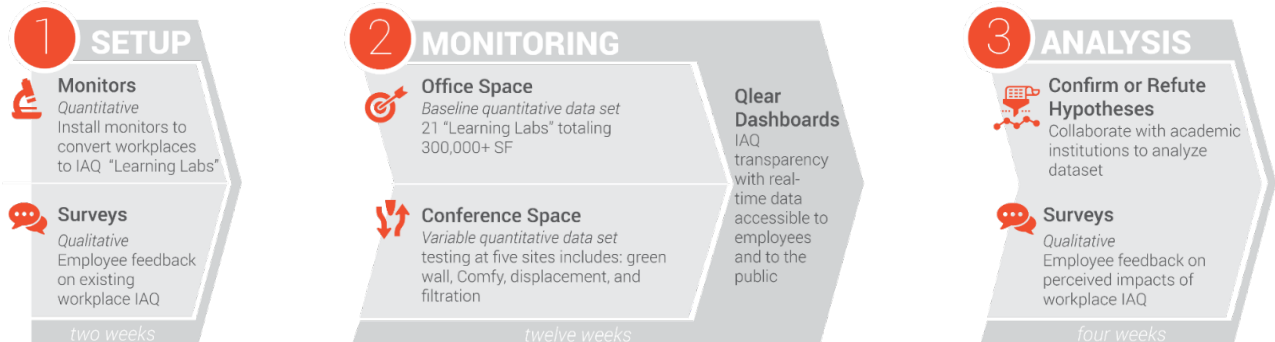 1 SETUP
Monitors
Quantitative
Install monitors to
convert workplaces
to IAQ "Learning Labs"
Surveys
Qualitative
Employee feedback
on existing
workplace IAQ
two weeks
2 MONITORING
Office Space
Baseline quantitative data set
21 "Learning Labs" totaling
300,000+ SF
Conference Space
Variable quantitative data set
testing at five sites includes: green
wall, Comfy, displacement, and
filtration
Qlear
Dashboards
IAQ
transparency
with real-
time data
accessible to
employees
and to the
public
twelve weeks
3 ANALYSIS
Confirm or Refute
Hypotheses
Collaborate with academic
institutions to analyze
dataset
Surveys
Qualitative
Employee feedback on
perceived impacts of
workplace IAQ
four weeks